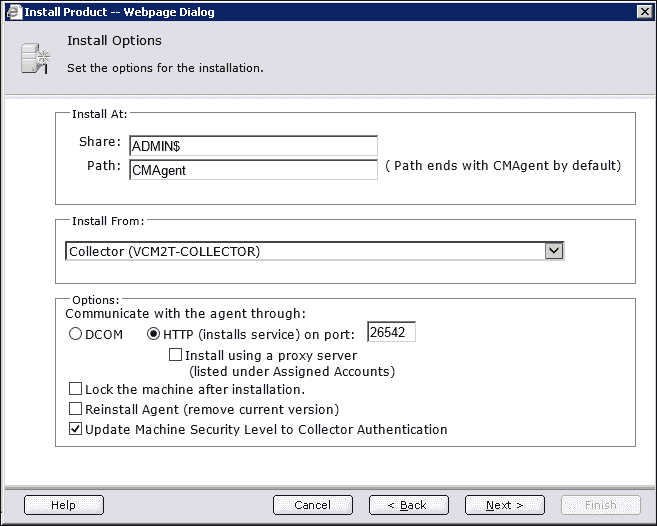 Install Product -- Webpage Dialog
Install Options
Set the options for the installation.
Install At:
Share: ADMIN$
Path: CMAgent ( Path ends with CMAgent by default)
Install From:
Collector (VCM2T-COLLECTOR)
Options:
Communicate with the agent through:
DCOM HTTP (installs service) on port: 26542
Install using a proxy server
(listed under Assigned Accounts)
Lock the machine after installation.
Reinstall Agent (remove current version)
Update Machine Security Level to Collector Authentication
Help Cancel < Back Next > Finish